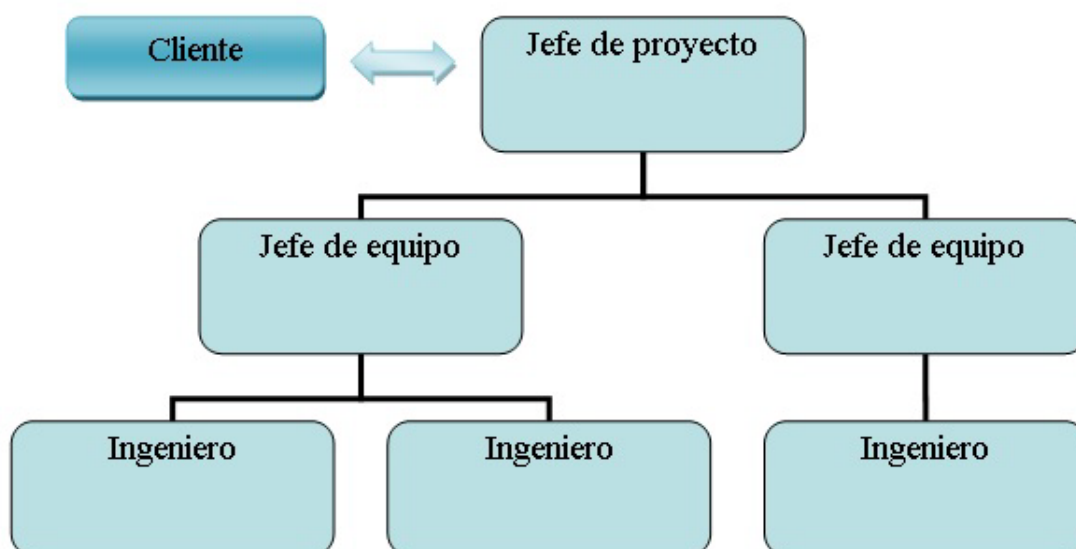 Cliente
Jefe de proyecto
Jefe de equipo
Jefe de equipo
Ingeniero
Ingeniero
Ingeniero